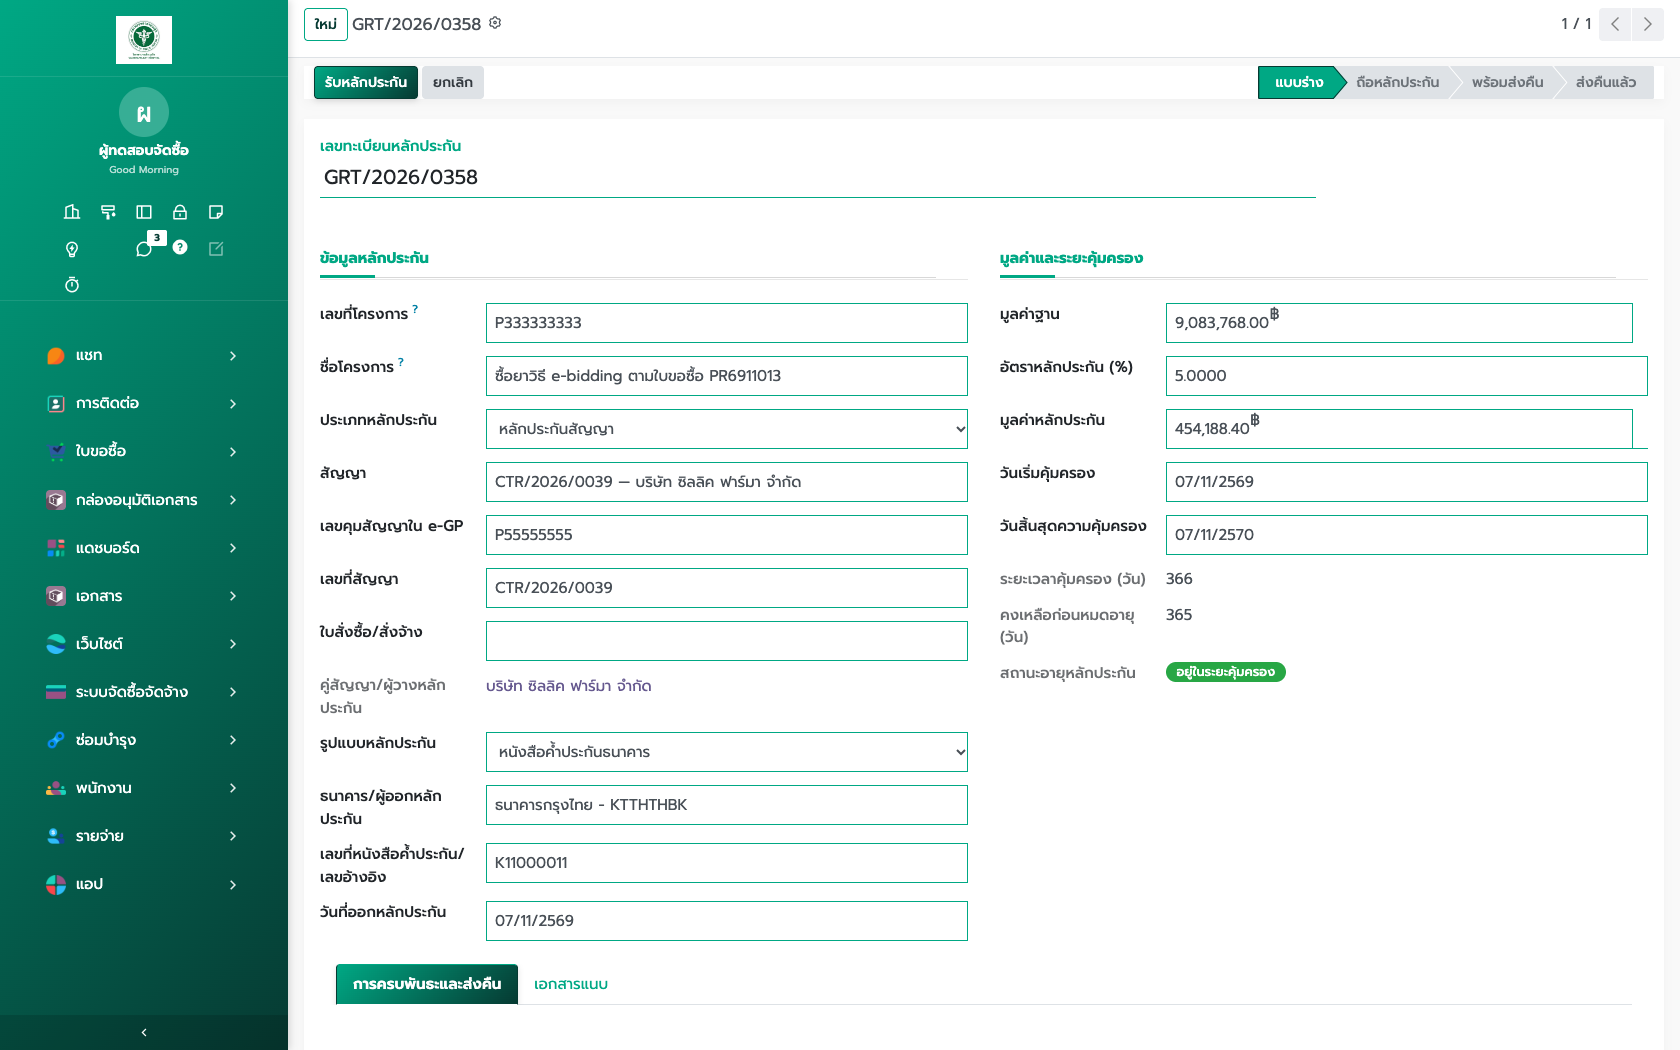 ใหม่ GRT/2026/0358
1 / 1
ผ
ผู้ทดสอบจัดซื้อ
Good Morning
3
?
แชท
การติดต่อ
ใบขอซื้อ
กล่องอนุมัติเอกสาร
แดชบอร์ด
เอกสาร
เว็บไซต์
ระบบจัดซื้อจัดจ้าง
ซ่อมบำรุง
พนักงาน
รายจ่าย
แอป
รับหลักประกัน ยกเลิก
แบบร่าง ถือหลักประกัน พร้อมส่งคืน ส่งคืนแล้ว
เลขทะเบียนหลักประกัน
GRT/2026/0358
ข้อมูลหลักประกัน
เลขที่โครงการ ? P333333333
ชื่อโครงการ ? ซื้อยาวิธี e-bidding ตามใบขอซื้อ PR6911013
ประเภทหลักประกัน หลักประกันสัญญา
สัญญา CTR/2026/0039 — บริษัท ซิลลิค ฟาร์มา จำกัด
เลขคุมสัญญาใน e-GP P55555555
เลขที่สัญญา CTR/2026/0039
ใบสั่งซื้อ/สั่งจ้าง
คู่สัญญา/ผู้วางหลัก
ประกัน
บริษัท ซิลลิค ฟาร์มา จำกัด
รูปแบบหลักประกัน หนังสือค้ำประกันธนาคาร
ธนาคาร/ผู้ออกหลัก
ประกัน
ธนาคารกรุงไทย - KTTHTHBK
เลขที่หนังสือค้ำประกัน/
เลขอ้างอิง
K11000011
วันที่ออกหลักประกัน 07/11/2569
มูลค่าและระยะคุ้มครอง
มูลค่าฐาน 9,083,768.00฿
อัตราหลักประกัน (%) 5.0000
มูลค่าหลักประกัน 454,188.40฿
วันเริ่มคุ้มครอง 07/11/2569
วันสิ้นสุดความคุ้มครอง 07/11/2570
ระยะเวลาคุ้มครอง (วัน) 366
คงเหลือก่อนหมดอายุ
(วัน)
365
สถานะอายุหลักประกัน อยู่ในระยะคุ้มครอง
การครบพันธะและส่งคืน เอกสารแนบ